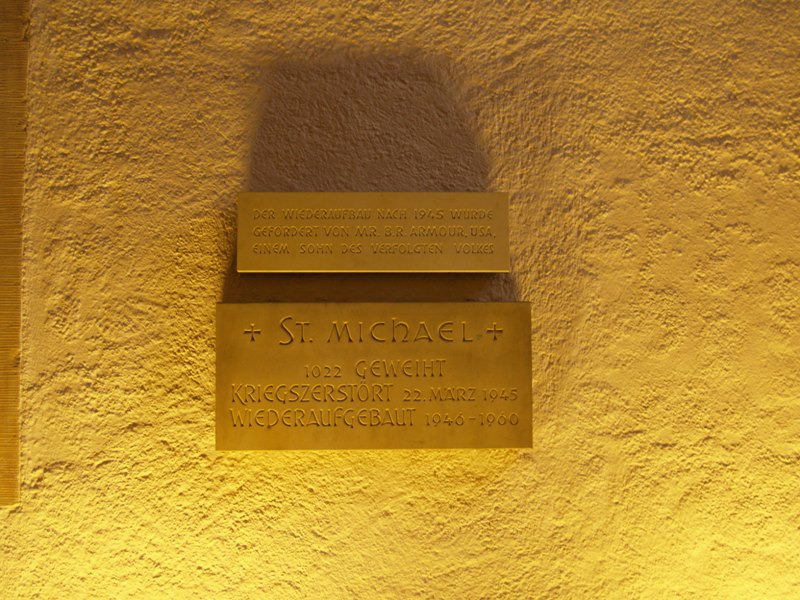 DER WIEDERAUFBAU NACH 1945 WURDE
GEFÖRDERT VON MR. B.R. ARMOUR, USA,
EINEM SOHN DES VERFOLGTEN VOLKES
+ ST. MICHAEL +
1022 GEWEIHT
KRIEGSZERSTÖRT 22. MÄRZ 1945
WIEDERAUFGEBAUT 1946-1960